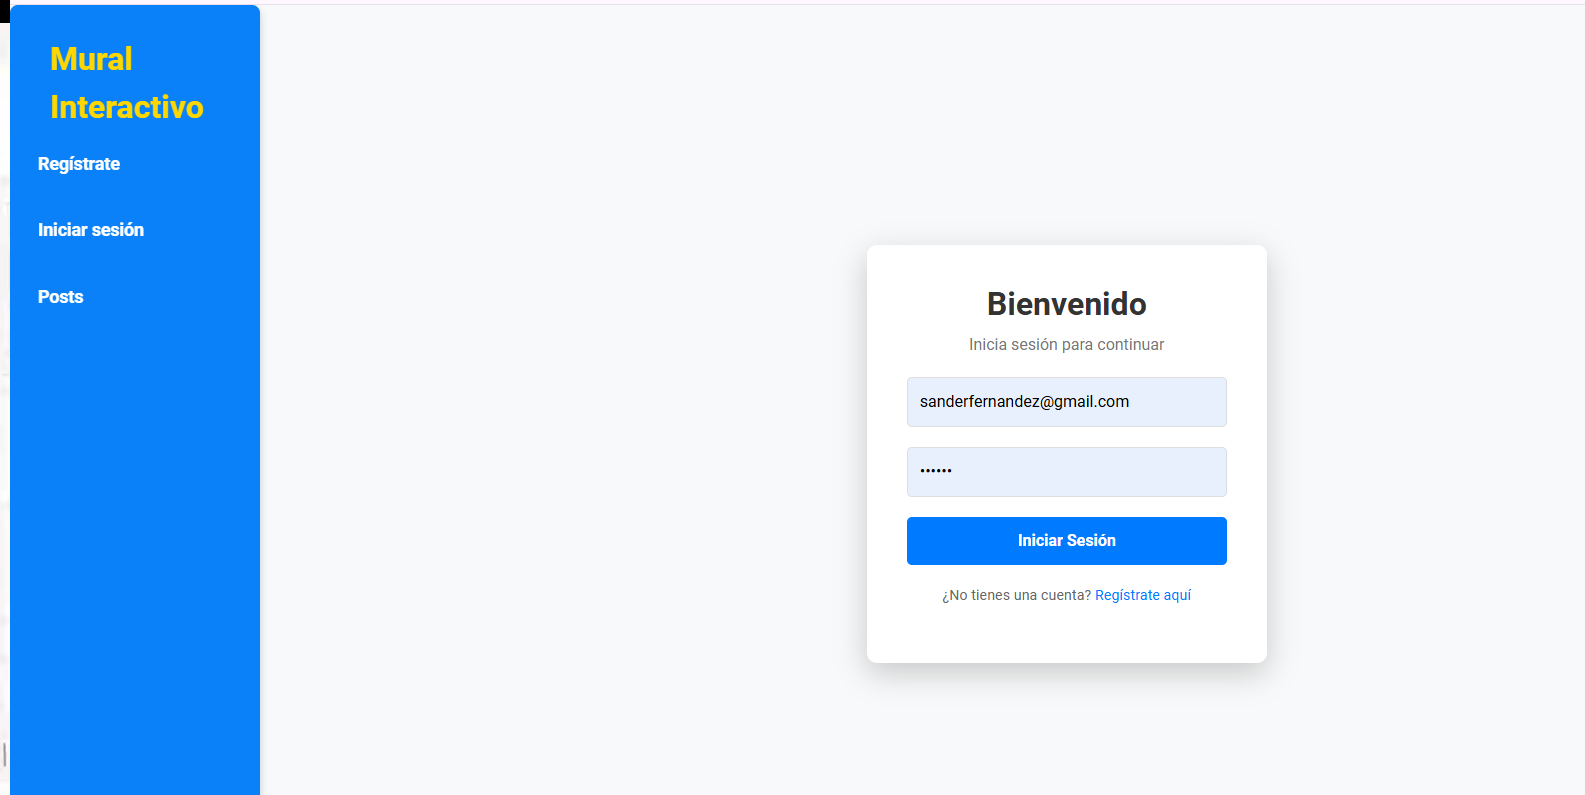 Mural
Interactivo
Regístrate
Iniciar sesión
Posts
Bienvenido
Inicia sesión para continuar
sanderfernandez@gmail.com
••••••
Iniciar Sesión
¿No tienes una cuenta? Regístrate aquí